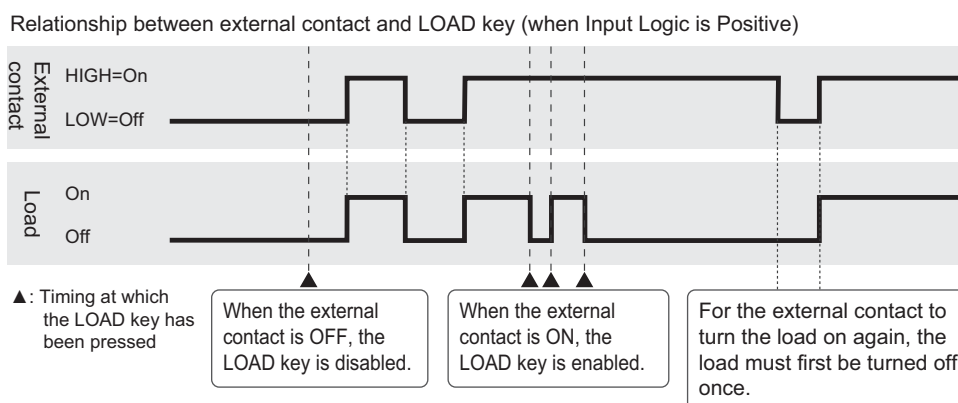 Relationship between external contact and LOAD key (when Input Logic is Positive)
External
contact
HIGH=On
LOW=Off
Load
On
Off
▲: Timing at which
the LOAD key has
been pressed
When the external
contact is OFF, the
LOAD key is disabled.
When the external
contact is ON, the
LOAD key is enabled.
For the external contact to
turn the load on again, the
load must first be turned off
once.